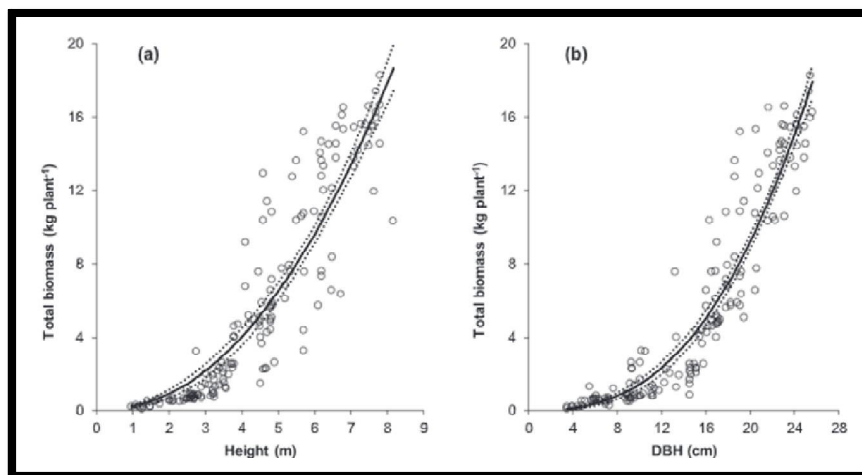 (a)
20
16
12
8
4
0
Total biomass (kg plant⁻¹)
0 1 2 3 4 5 6 7 8 9
Height (m)
(b)
20
16
12
8
4
0
Total biomass (kg plant⁻¹)
0 4 8 12 16 20 24 28
DBH (cm)